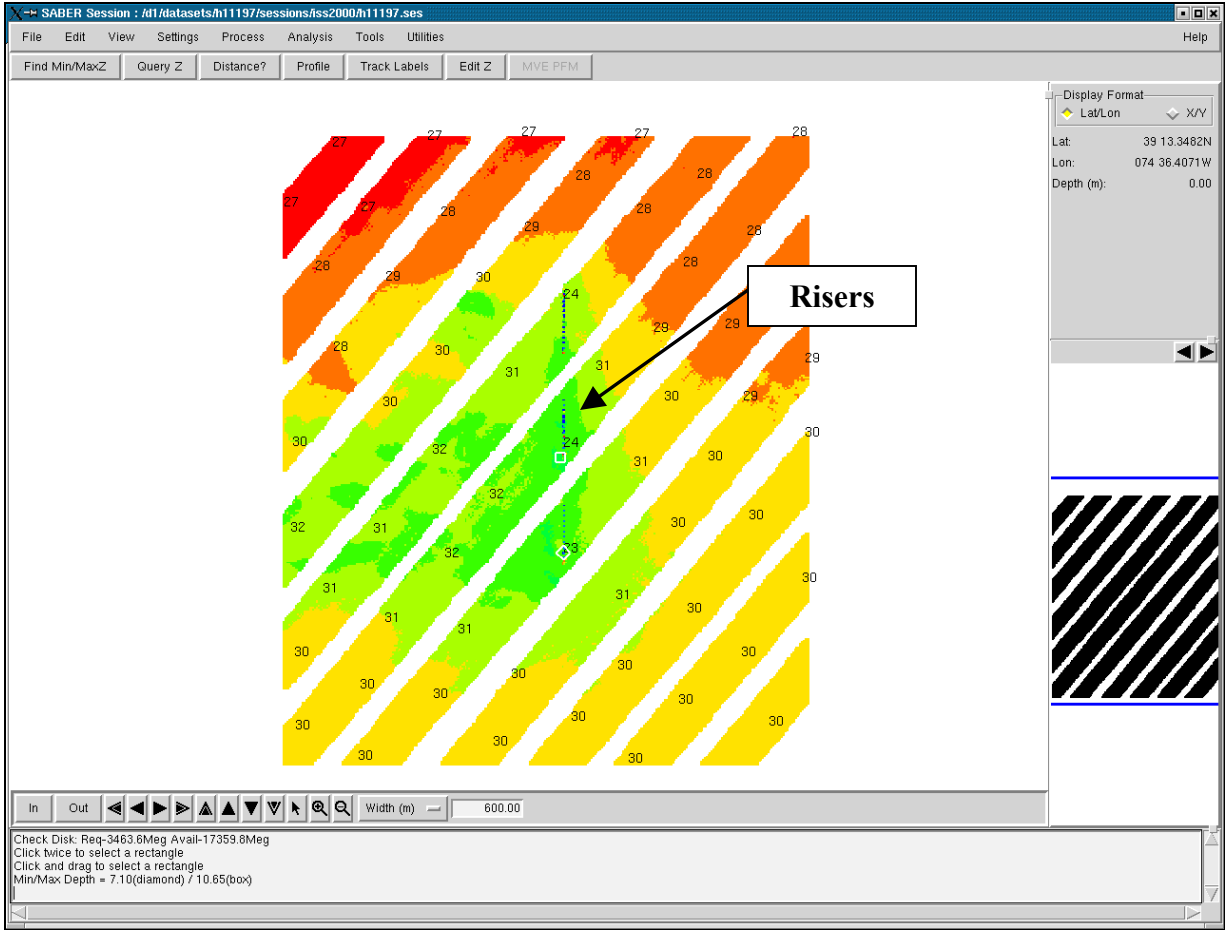 SABER Session : /d1/datasets/h11197/sessions/iss2000/h11197.ses
File Edit View Settings Process Analysis Tools Utilities Help
Find Min/MaxZ Query Z Distance? Profile Track Labels Edit Z MVE PFM
Display Format
Lat/Lon X/Y
Lat: 39 13.3482N
Lon: 074 36.4071W
Depth (m): 0.00
27 27 27 27 28
28 28
27 27 28 28
29 28
28 29 30 28
24
Risers
29 29
28 30 31 31 29
30 30 29
30 32 24 30
31 30
32
32 31 30 30
32 23
31 31 30 30
31 31
30 30 30
30 30 30 30
30 30 30 30
30 30
In Out Width (m) 600.00
Check Disk: Req-3463.6Meg Avail-17359.8Meg
Click twice to select a rectangle
Click and drag to select a rectangle
Min/Max Depth = 7.10(diamond) / 10.65(box)